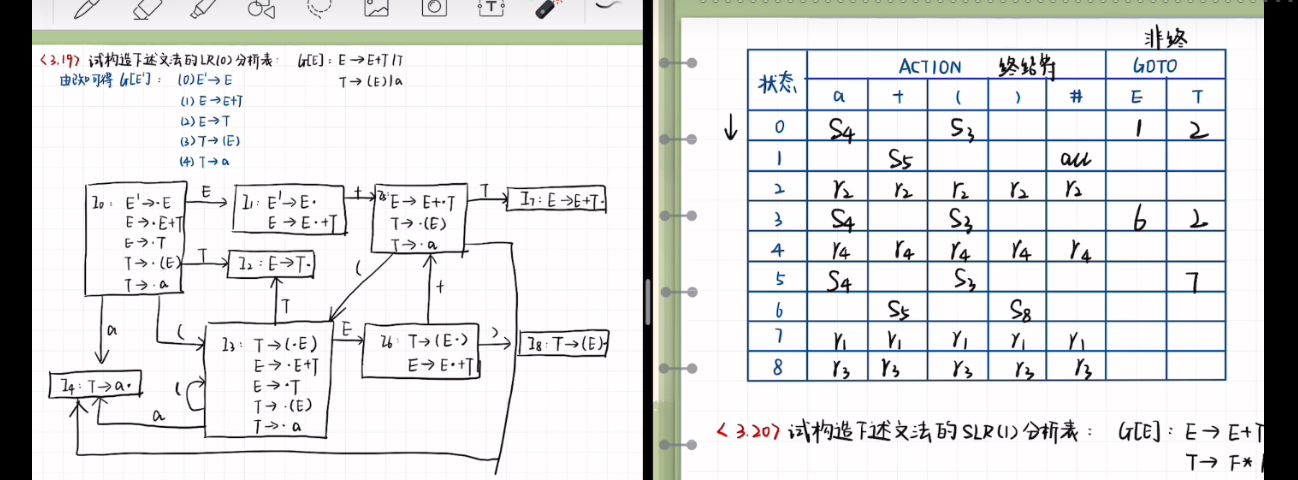 <3.19> 试构造下述文法的LR(0)分析表: G[E]: E→E+T|T
T→(E)|a
由改O可得 G[E']: (0) E'→E
(1) E→E+T
(2) E→T
(3) T→(E)
(4) T→a
I0: E'→·E
E→·E+T
E→·T
T→·(E)
T→·a
E
I1: E'→E·
E→E·+T
+
I5: E→E+·T
T→·(E)
T→·a
T
I7: E→E+T·
T
I2: E→T·
(
T
+
a
(
I3: T→(·E)
E→·E+T
E→·T
T→·(E)
T→·a
E
I6: T→(E·)
E→E·+T
)
I8: T→(E)·
I4: T→a·
(
a
非终
状态 ACTION 终结符 GOTO
a + ( ) # E T
0 S4 S3 1 2
1 S5 acc
2 r2 r2 r2 r2 r2
3 S4 S3 6 2
4 r4 r4 r4 r4 r4
5 S4 S3 7
6 S5 S8
7 r1 r1 r1 r1 r1
8 r3 r3 r3 r3 r3
<3.20> 试构造下述文法的SLR(1)分析表: G[E]: E→E+T
T→F*